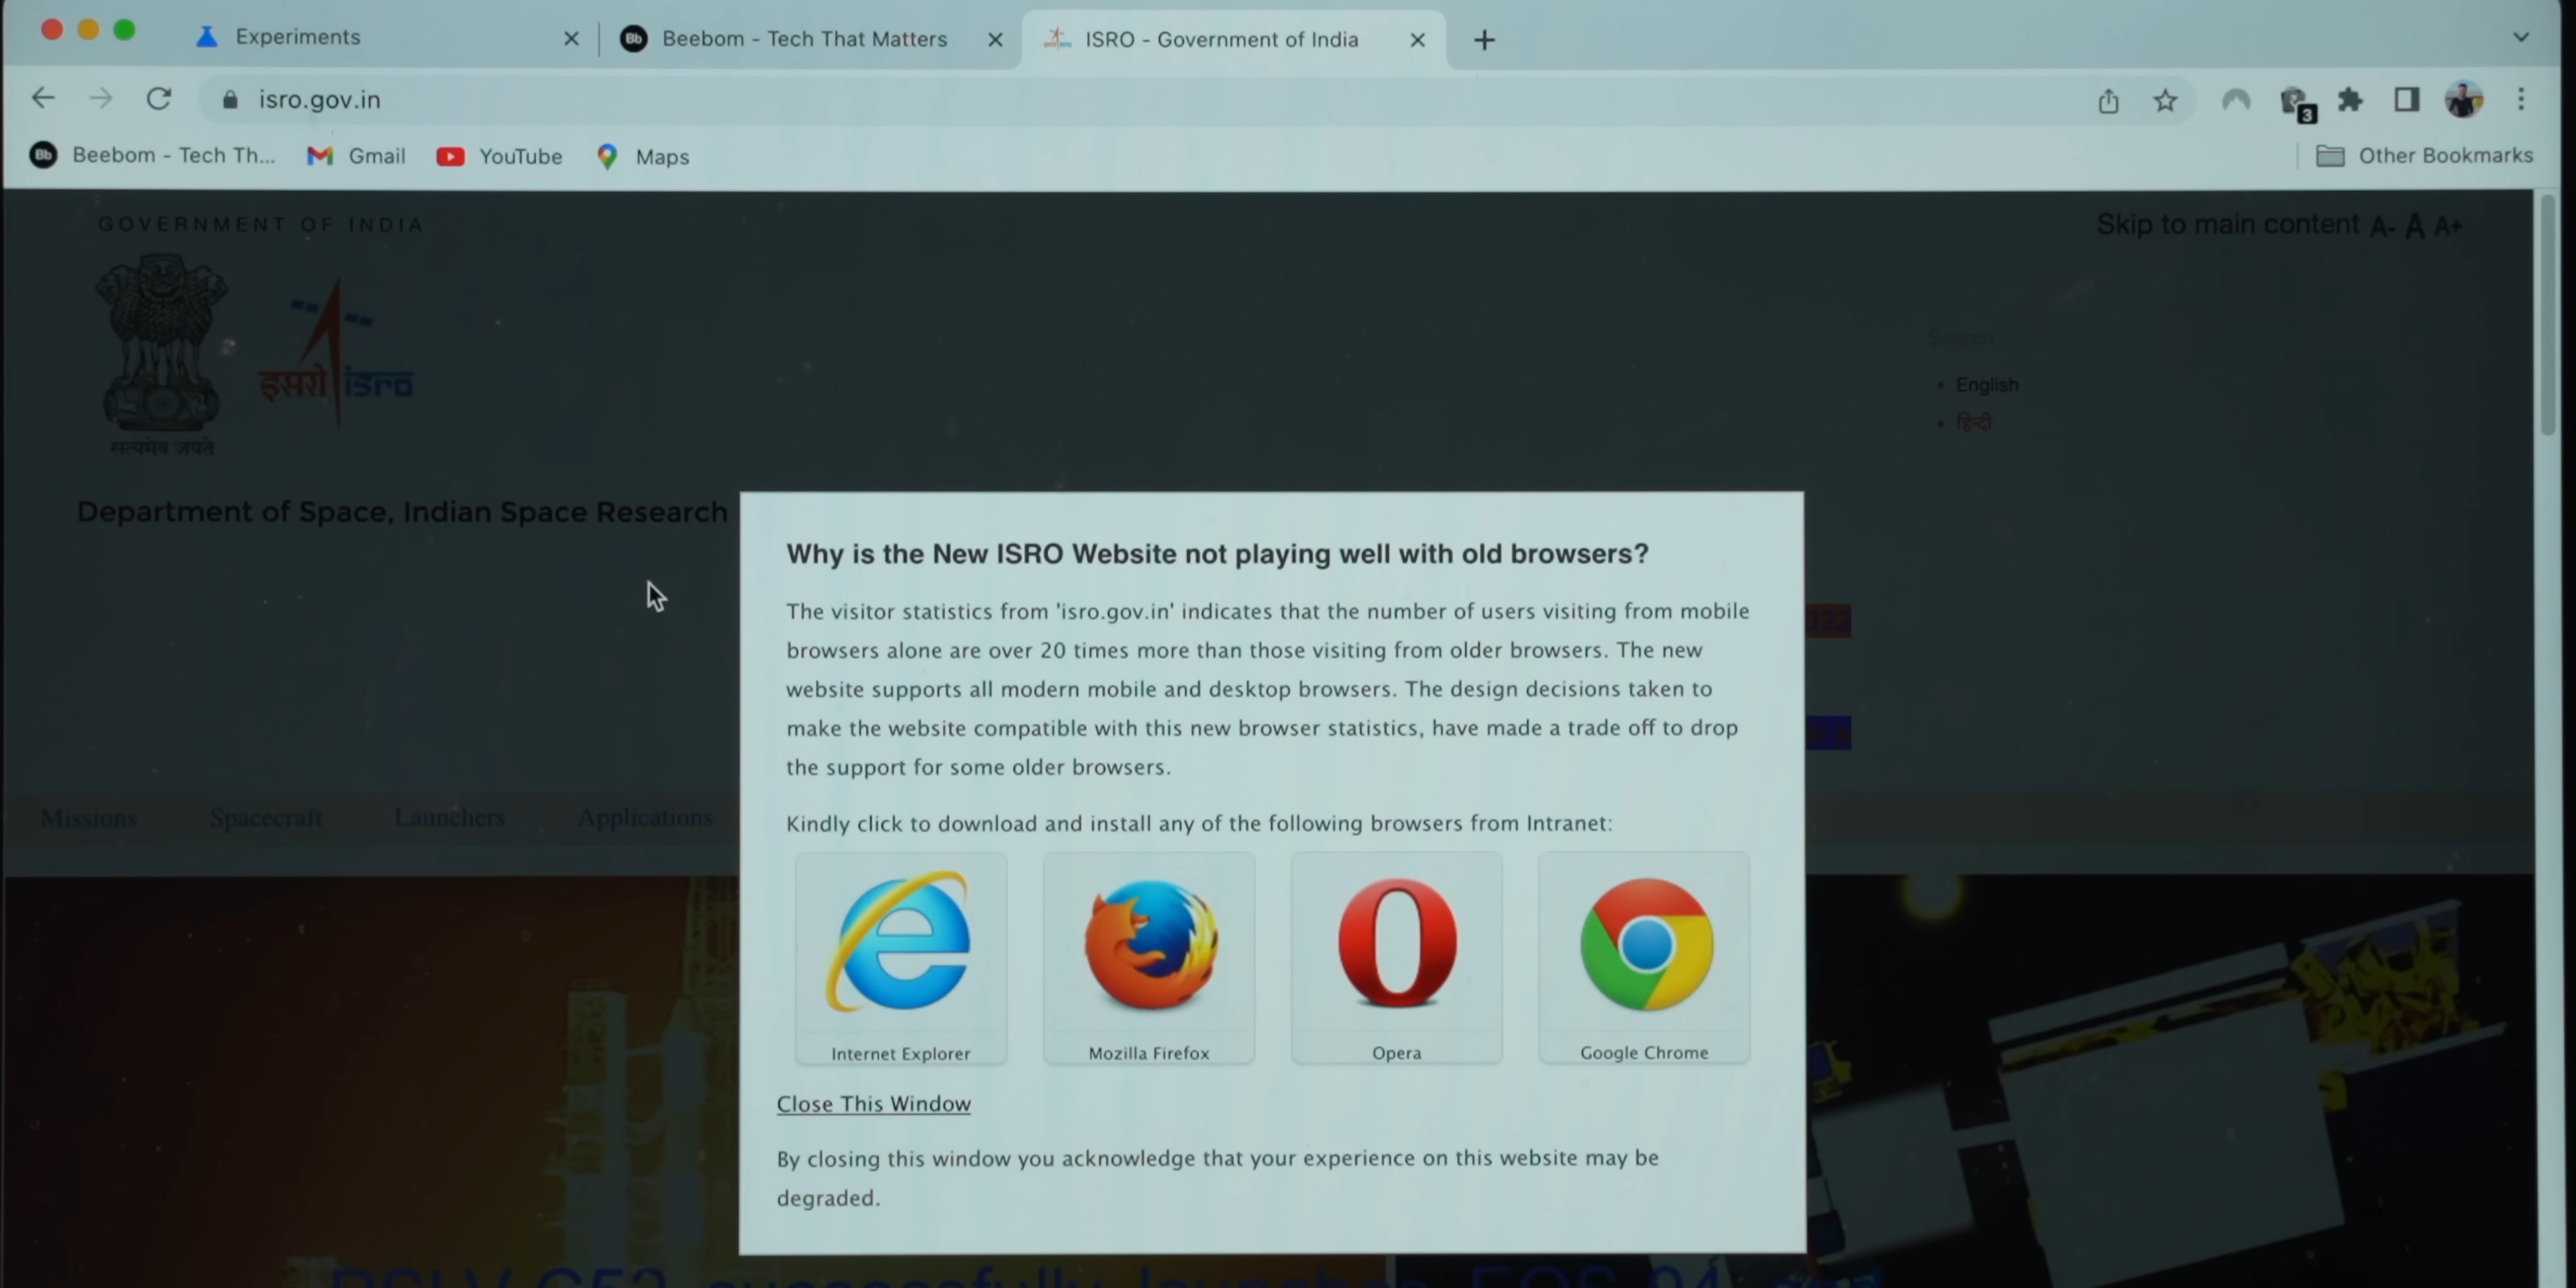 Experiments
Beebom - Tech That Matters
ISRO - Government of India
isro.gov.in
3
Bb
Beebom - Tech Th...
Gmail
YouTube
Maps
Other Bookmarks
GOVERNMENT OF INDIA
Skip to main content A- A A+
Search...
इसरो isro
English
हिन्दी
सत्यमेव जयते
Department of Space, Indian Space Research
Why is the New ISRO Website not playing well with old browsers?
The visitor statistics from 'isro.gov.in' indicates that the number of users visiting from mobile
browsers alone are over 20 times more than those visiting from older browsers. The new
website supports all modern mobile and desktop browsers. The design decisions taken to
make the website compatible with this new browser statistics, have made a trade off to drop
the support for some older browsers.
Missions Spacecraft Launchers Applications
Kindly click to download and install any of the following browsers from Intranet:
Internet Explorer
Mozilla Firefox
Opera
Google Chrome
Close This Window
By closing this window you acknowledge that your experience on this website may be
degraded.
successfully launches EOS